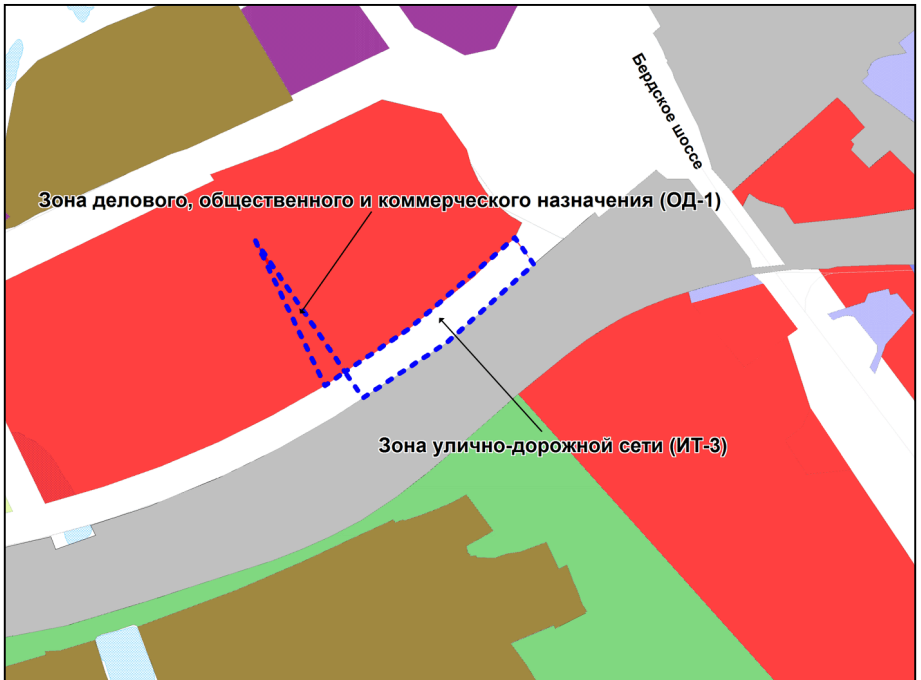 Бердское шоссе
Зона делового, общественного и коммерческого назначения (ОД-1)
Зона улично-дорожной сети (ИТ-3)